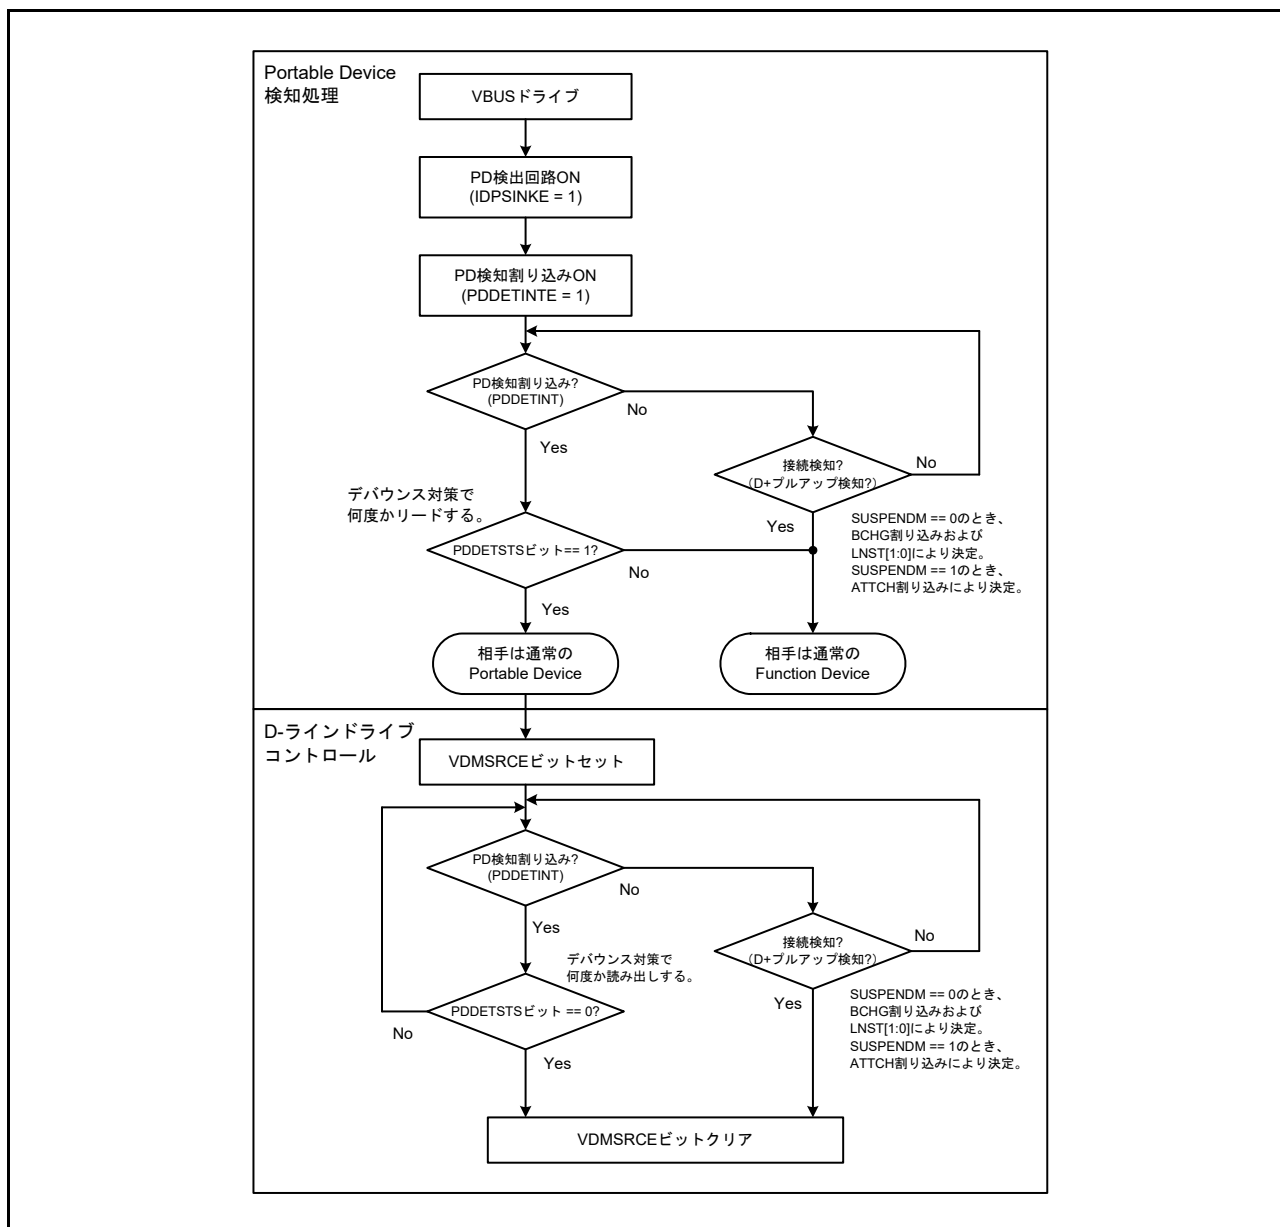 Portable Device
検知処理
VBUSドライブ
PD検出回路ON
(IDPSINKE = 1)
PD検知割り込みON
(PDDETINTE = 1)
PD検知割り込み?
(PDDETINT)
No
Yes
接続検知?
(D+プルアップ検知?)
No
Yes
デバウンス対策で
何度かリードする。
SUSPENDM == 0のとき、
BCHG割り込みおよび
LNST[1:0]により決定。
SUSPENDM == 1のとき、
ATTCH割り込みにより決定。
PDDETSTSビット== 1?
No
Yes
相手は通常の
Portable Device
相手は通常の
Function Device
D-ラインドライブ
コントロール
VDMSRCEビットセット
PD検知割り込み?
(PDDETINT)
No
Yes
接続検知?
(D+プルアップ検知?)
No
Yes
デバウンス対策で
何度か読み出しする。
SUSPENDM == 0のとき、
BCHG割り込みおよび
LNST[1:0]により決定。
SUSPENDM == 1のとき、
ATTCH割り込みにより決定。
PDDETSTSビット == 0?
No
Yes
VDMSRCEビットクリア